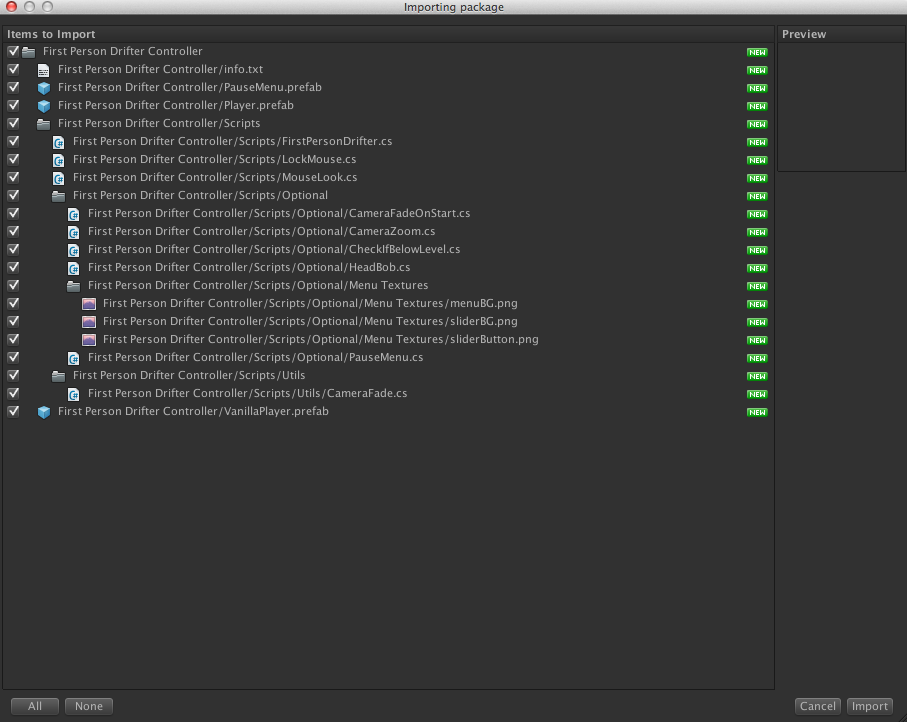 Importing package
Items to Import
Preview
First Person Drifter Controller NEW
First Person Drifter Controller/info.txt NEW
First Person Drifter Controller/PauseMenu.prefab NEW
First Person Drifter Controller/Player.prefab NEW
First Person Drifter Controller/Scripts NEW
First Person Drifter Controller/Scripts/FirstPersonDrifter.cs NEW
First Person Drifter Controller/Scripts/LockMouse.cs NEW
First Person Drifter Controller/Scripts/MouseLook.cs NEW
First Person Drifter Controller/Scripts/Optional NEW
First Person Drifter Controller/Scripts/Optional/CameraFadeOnStart.cs NEW
First Person Drifter Controller/Scripts/Optional/CameraZoom.cs NEW
First Person Drifter Controller/Scripts/Optional/CheckIfBelowLevel.cs NEW
First Person Drifter Controller/Scripts/Optional/HeadBob.cs NEW
First Person Drifter Controller/Scripts/Optional/Menu Textures NEW
First Person Drifter Controller/Scripts/Optional/Menu Textures/menuBG.png NEW
First Person Drifter Controller/Scripts/Optional/Menu Textures/sliderBG.png NEW
First Person Drifter Controller/Scripts/Optional/Menu Textures/sliderButton.png NEW
First Person Drifter Controller/Scripts/Optional/PauseMenu.cs NEW
First Person Drifter Controller/Scripts/Utils NEW
First Person Drifter Controller/Scripts/Utils/CameraFade.cs NEW
First Person Drifter Controller/VanillaPlayer.prefab NEW
All None Cancel Import